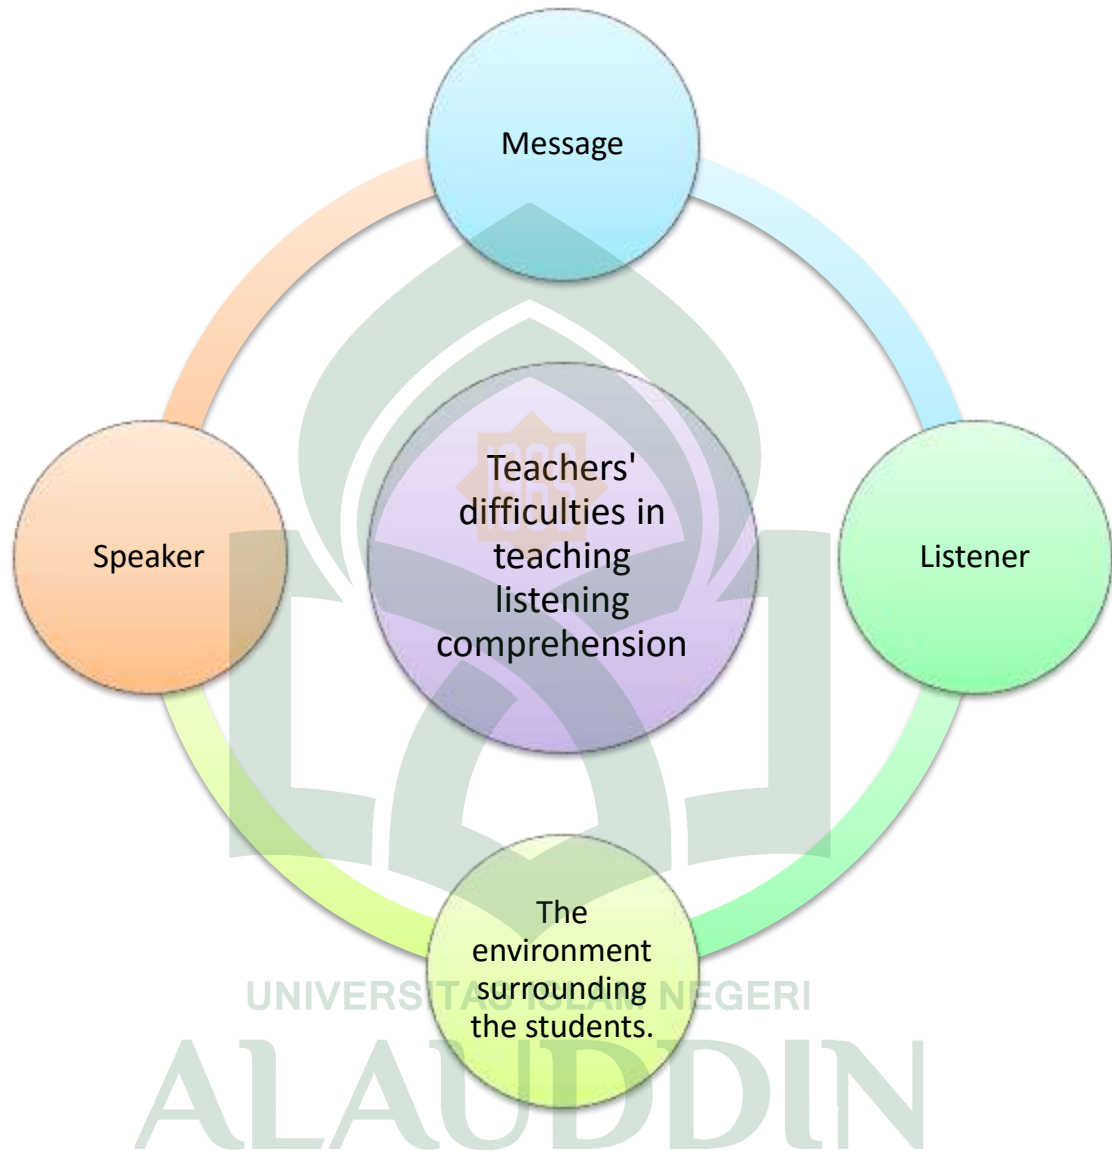 Message
Speaker
Teachers'
difficulties in
teaching
listening
comprehension
Listener
The
environment
surrounding
the students.
UNIVERSITAS ISLAM NEGERI
ALAUDDIN